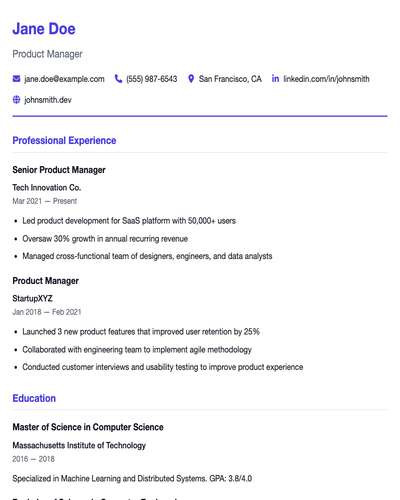 Jane Doe
Product Manager
jane.doe@example.com (555) 987-6543 San Francisco, CA linkedin.com/in/johnsmith
johnsmith.dev
Professional Experience
Senior Product Manager
Tech Innovation Co.
Mar 2021 — Present
• Led product development for SaaS platform with 50,000+ users
• Oversaw 30% growth in annual recurring revenue
• Managed cross-functional team of designers, engineers, and data analysts
Product Manager
StartupXYZ
Jan 2018 — Feb 2021
• Launched 3 new product features that improved user retention by 25%
• Collaborated with engineering team to implement agile methodology
• Conducted customer interviews and usability testing to improve product experience
Education
Master of Science in Computer Science
Massachusetts Institute of Technology
2016 — 2018
Specialized in Machine Learning and Distributed Systems. GPA: 3.8/4.0